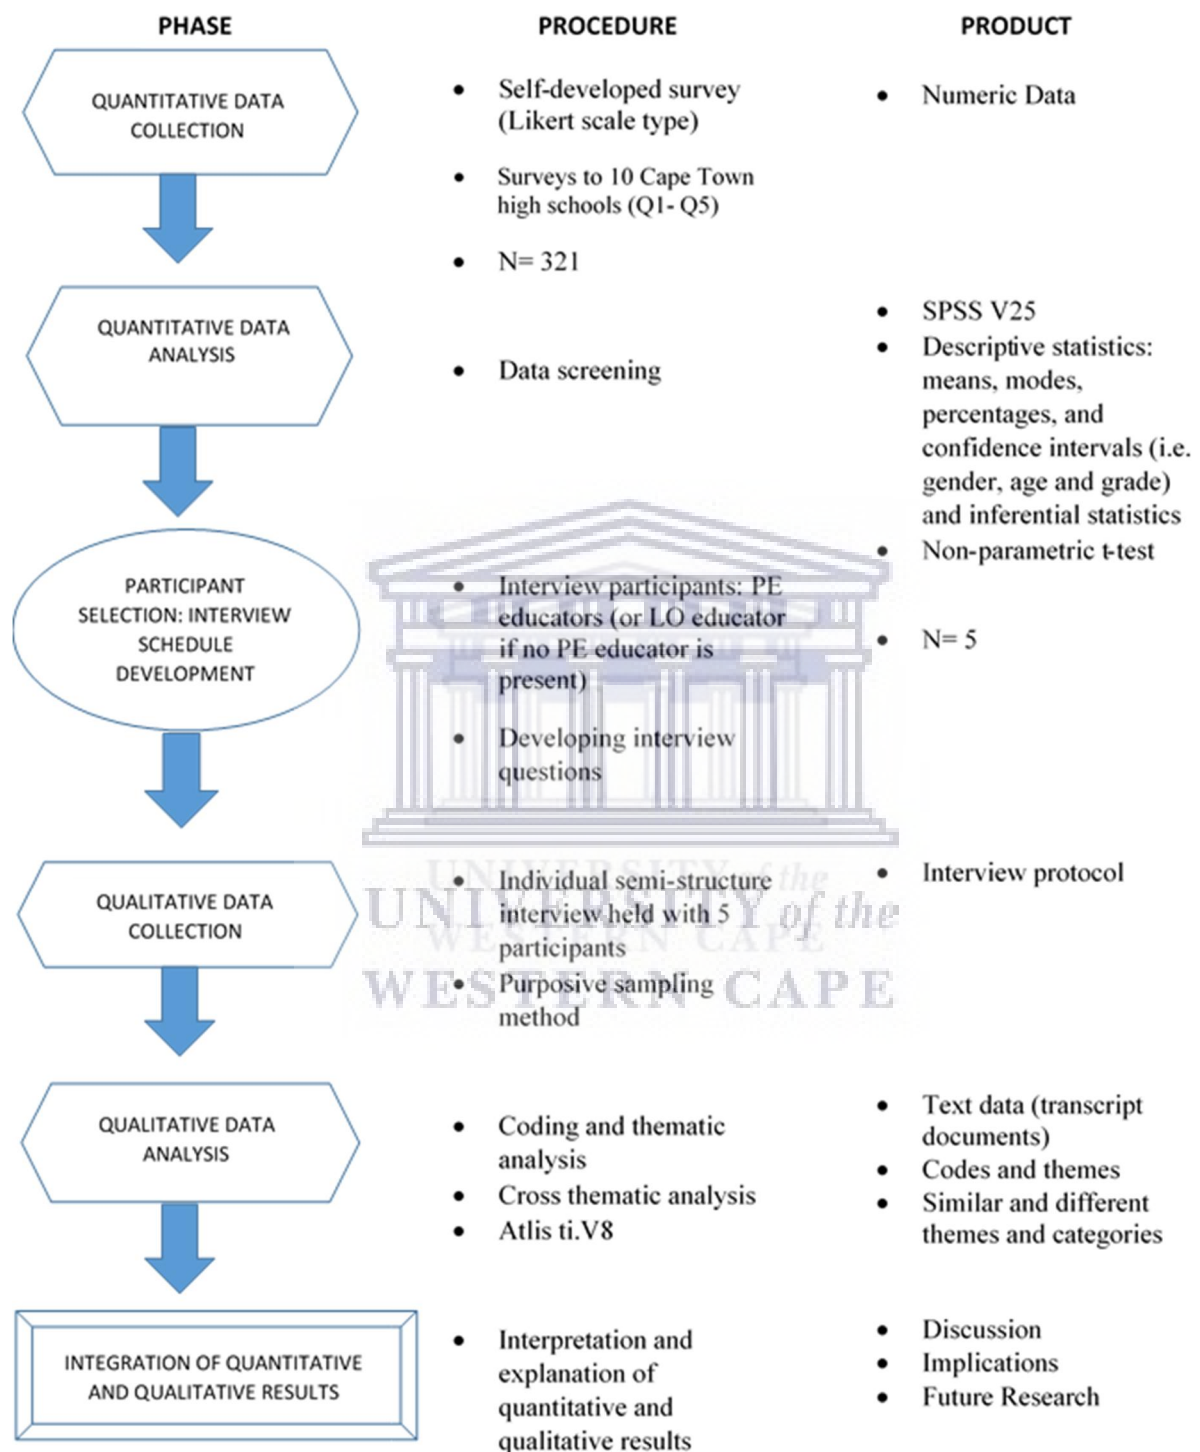 PHASE
PROCEDURE
PRODUCT
QUANTITATIVE DATA
COLLECTION
• Self-developed survey
(Likert scale type)
• Surveys to 10 Cape Town
high schools (Q1- Q5)
• N= 321
• Numeric Data
QUANTITATIVE DATA
ANALYSIS
• Data screening
• SPSS V25
• Descriptive statistics:
means, modes,
percentages, and
confidence intervals (i.e.
gender, age and grade)
and inferential statistics
• Non-parametric t-test
PARTICIPANT
SELECTION: INTERVIEW
SCHEDULE
DEVELOPMENT
• Interview participants: PE
educators (or LO educator
if no PE educator is
present)
• Developing interview
questions
• N= 5
QUALITATIVE DATA
COLLECTION
• Individual semi-structure
interview held with 5
participants
• Purposive sampling
method
• Interview protocol
UNIVERSITY of the
WESTERN CAPE
UNIVERSITY of the
WESTERN CAPE
QUALITATIVE DATA
ANALYSIS
• Coding and thematic
analysis
• Cross thematic analysis
• Atlis ti.V8
• Text data (transcript
documents)
• Codes and themes
• Similar and different
themes and categories
INTEGRATION OF QUANTITATIVE
AND QUALITATIVE RESULTS
• Interpretation and
explanation of
quantitative and
qualitative results
• Discussion
• Implications
• Future Research